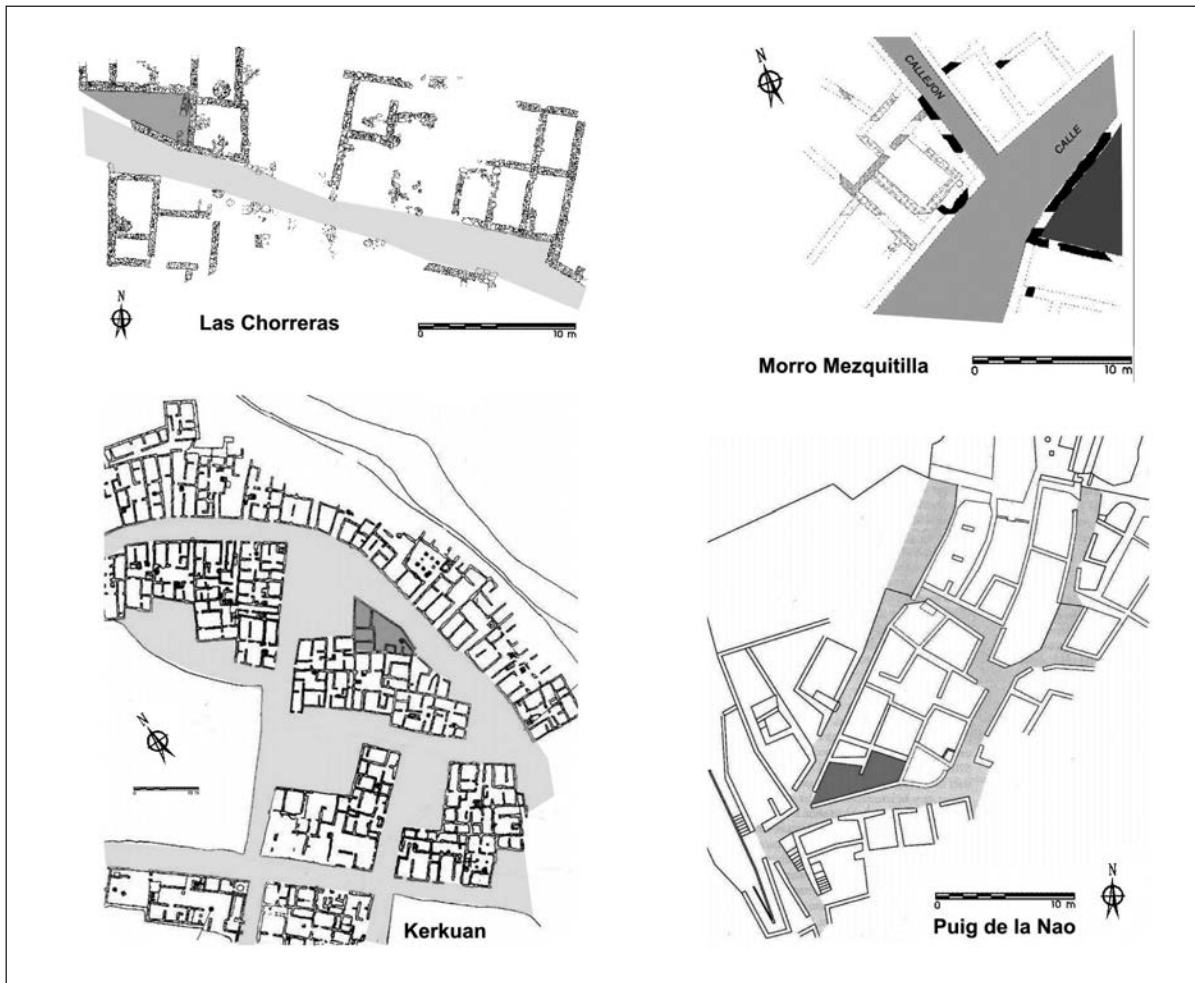 N
Las Chorreras
0 10 m
N
CALLEJON
CALLE
Morro Mezquitilla
0 10 m
N
Kerkuan
0 10 m
N
Puig de la Nao